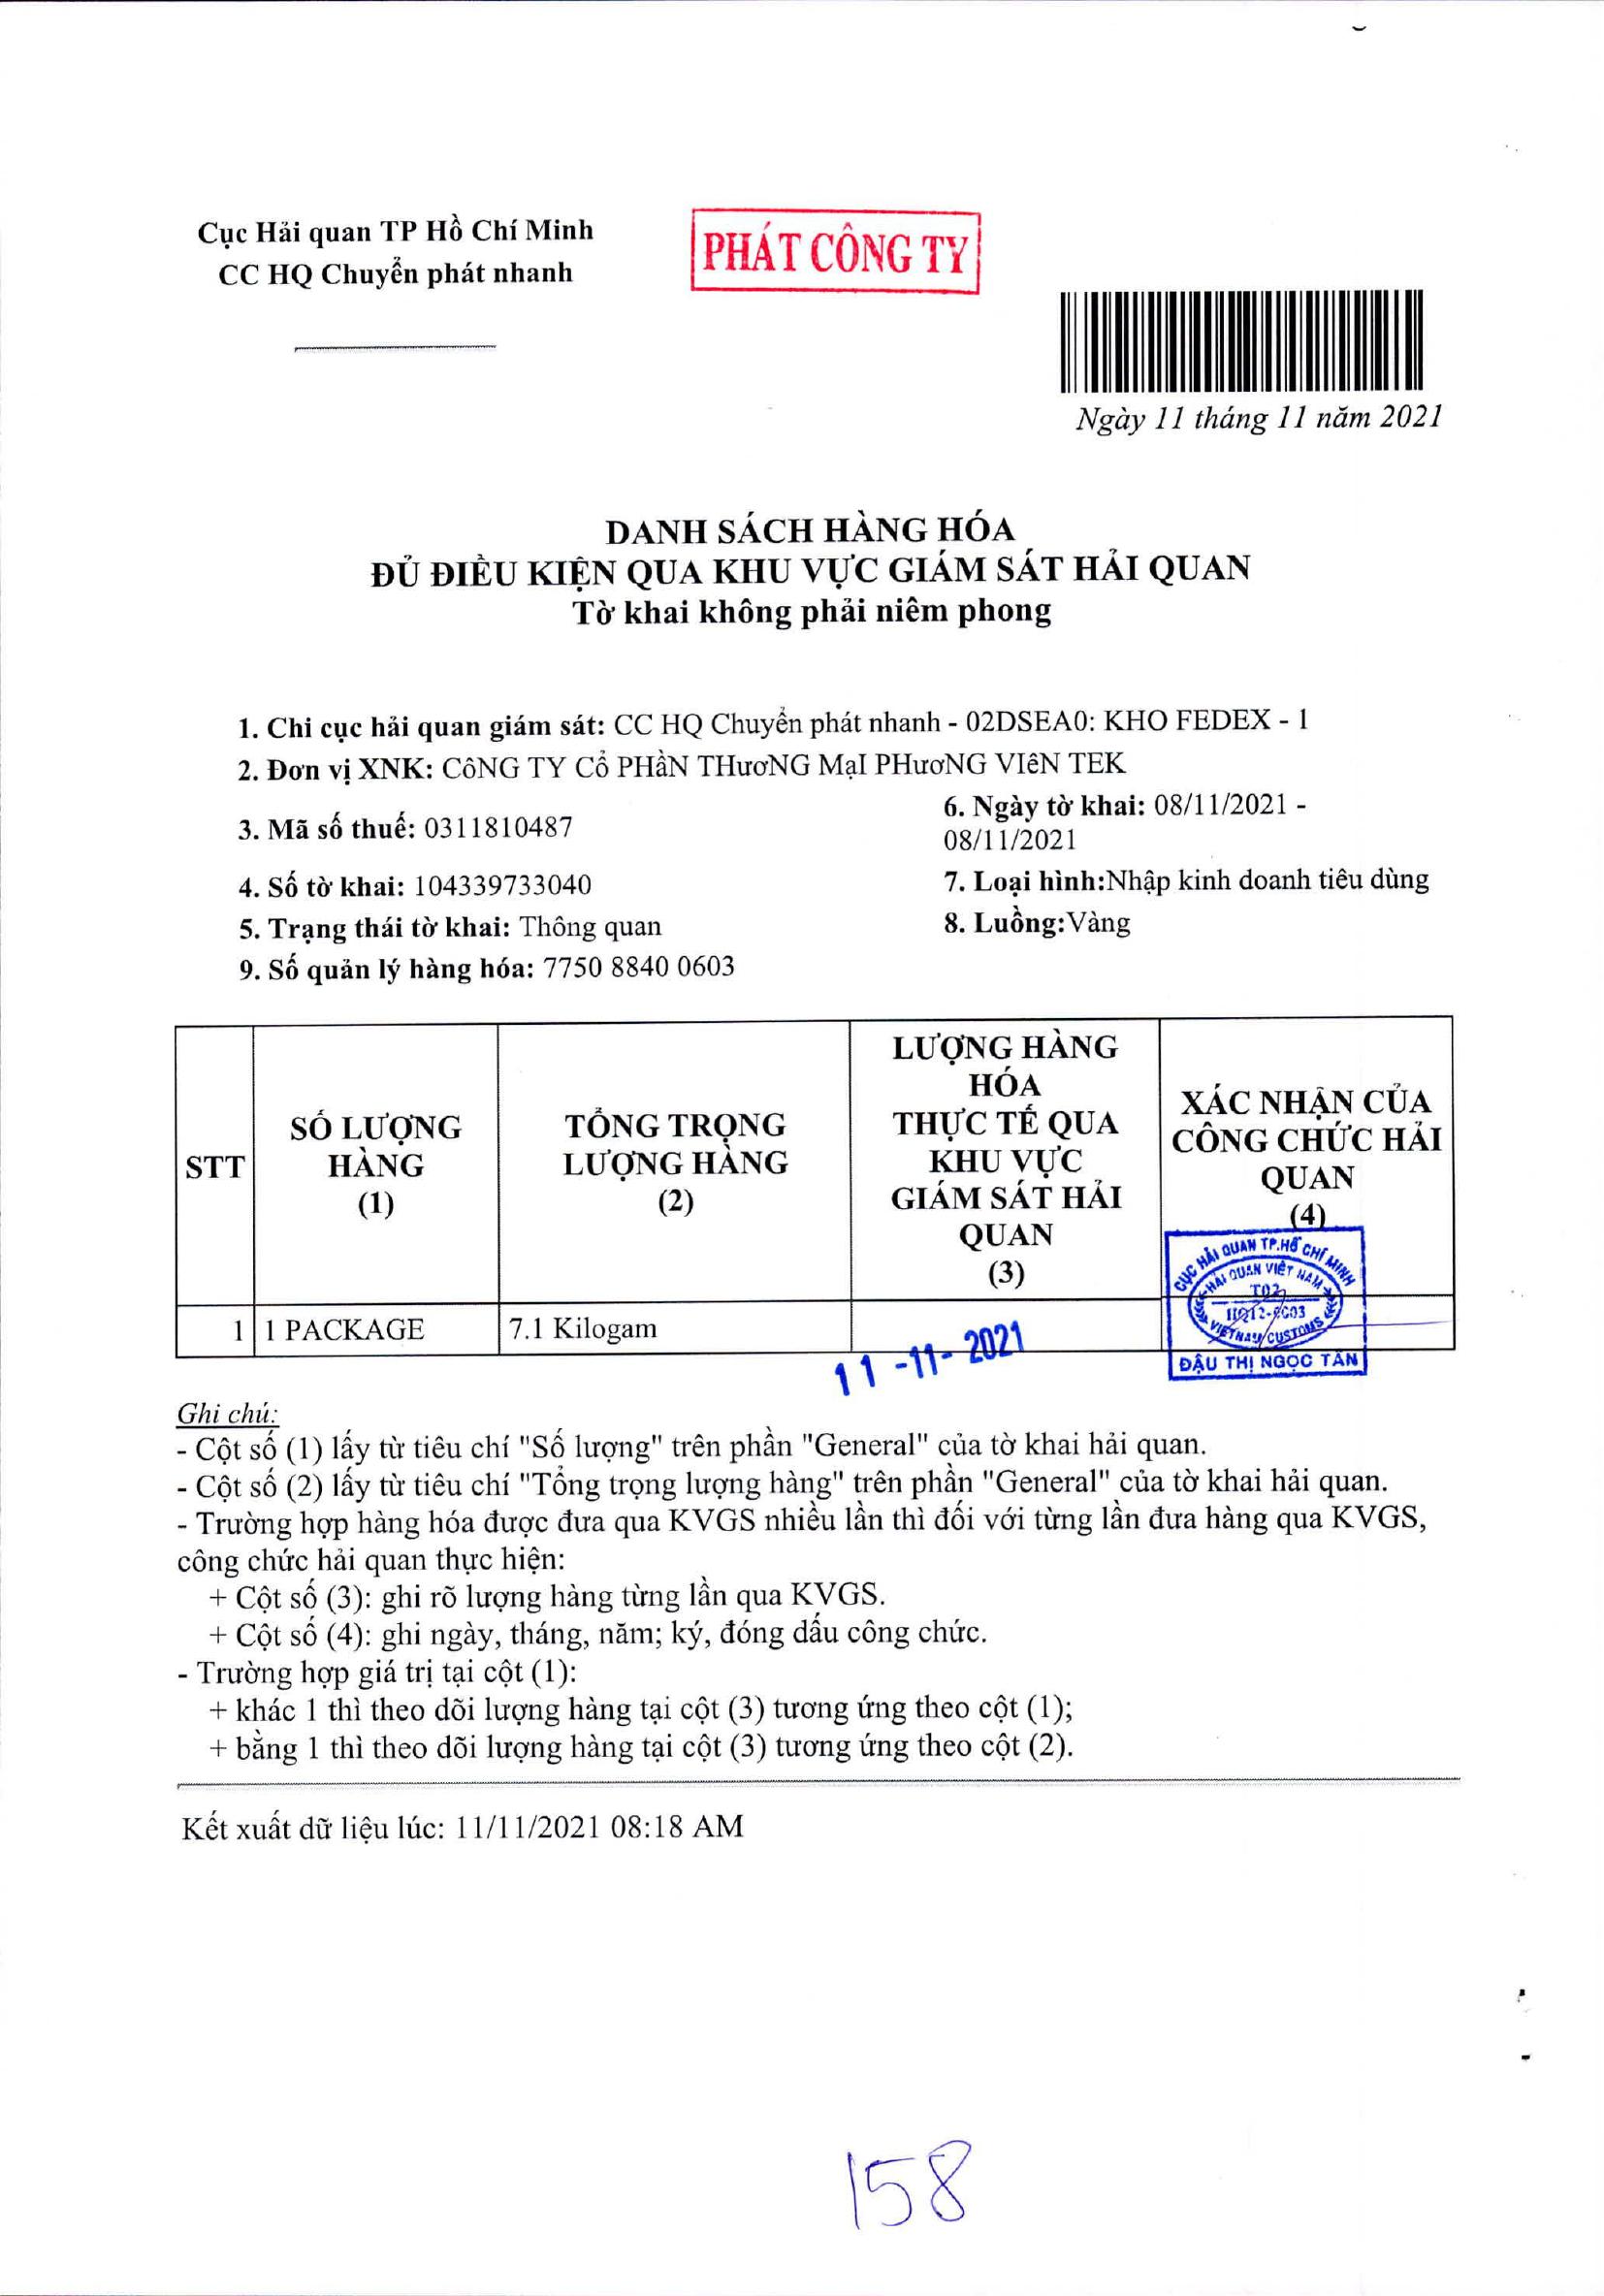 Cục Hải quan TP Hồ Chí Minh
CC HQ Chuyển phát nhanh
PHÁT CÔNG TY
Ngày 11 tháng 11 năm 2021
DANH SÁCH HÀNG HÓA
ĐỦ ĐIỀU KIỆN QUA KHU VỰC GIÁM SÁT HẢI QUAN
Tờ khai không phải niêm phong
1. Chi cục hải quan giám sát: CC HQ Chuyển phát nhanh - 02DSEA0: KHO FEDEX - 1
2. Đơn vị XNK: CôNG TY Cổ PHầN THươNG MạI PHươNG VIêN TEK
3. Mã số thuế: 0311810487
6. Ngày tờ khai: 08/11/2021 -
08/11/2021
4. Số tờ khai: 104339733040
7. Loại hình:Nhập kinh doanh tiêu dùng
5. Trạng thái tờ khai: Thông quan
8. Luồng:Vàng
9. Số quản lý hàng hóa: 7750 8840 0603
STT
SỐ LƯỢNG
HÀNG
(1)
TỔNG TRỌNG
LƯỢNG HÀNG
(2)
LƯỢNG HÀNG
HÓA
THỰC TẾ QUA
KHU VỰC
GIÁM SÁT HẢI
QUAN
(3)
XÁC NHẬN CỦA
CÔNG CHỨC HẢI
QUAN
(4)
1
1 PACKAGE
7.1 Kilogam
11 -11- 2021
CỤC HẢI QUAN TP.HỒ CHÍ MINH
HẢI QUAN VIỆT NAM
T02
VIETNAM CUSTOMS
ĐẬU THỊ NGỌC TÂN
Ghi chú:
- Cột số (1) lấy từ tiêu chí "Số lượng" trên phần "General" của tờ khai hải quan.
- Cột số (2) lấy từ tiêu chí "Tổng trọng lượng hàng" trên phần "General" của tờ khai hải quan.
- Trường hợp hàng hóa được đưa qua KVGS nhiều lần thì đối với từng lần đưa hàng qua KVGS,
công chức hải quan thực hiện:
+ Cột số (3): ghi rõ lượng hàng từng lần qua KVGS.
+ Cột số (4): ghi ngày, tháng, năm; ký, đóng dấu công chức.
- Trường hợp giá trị tại cột (1):
+ khác 1 thì theo dõi lượng hàng tại cột (3) tương ứng theo cột (1);
+ bằng 1 thì theo dõi lượng hàng tại cột (3) tương ứng theo cột (2).
Kết xuất dữ liệu lúc: 11/11/2021 08:18 AM
158